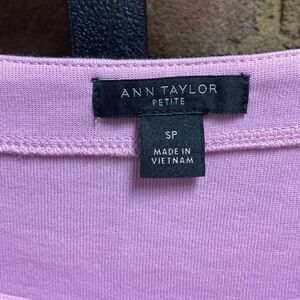 ANN TAYLOR
PETITE
SP
MADE IN
VIETNAM